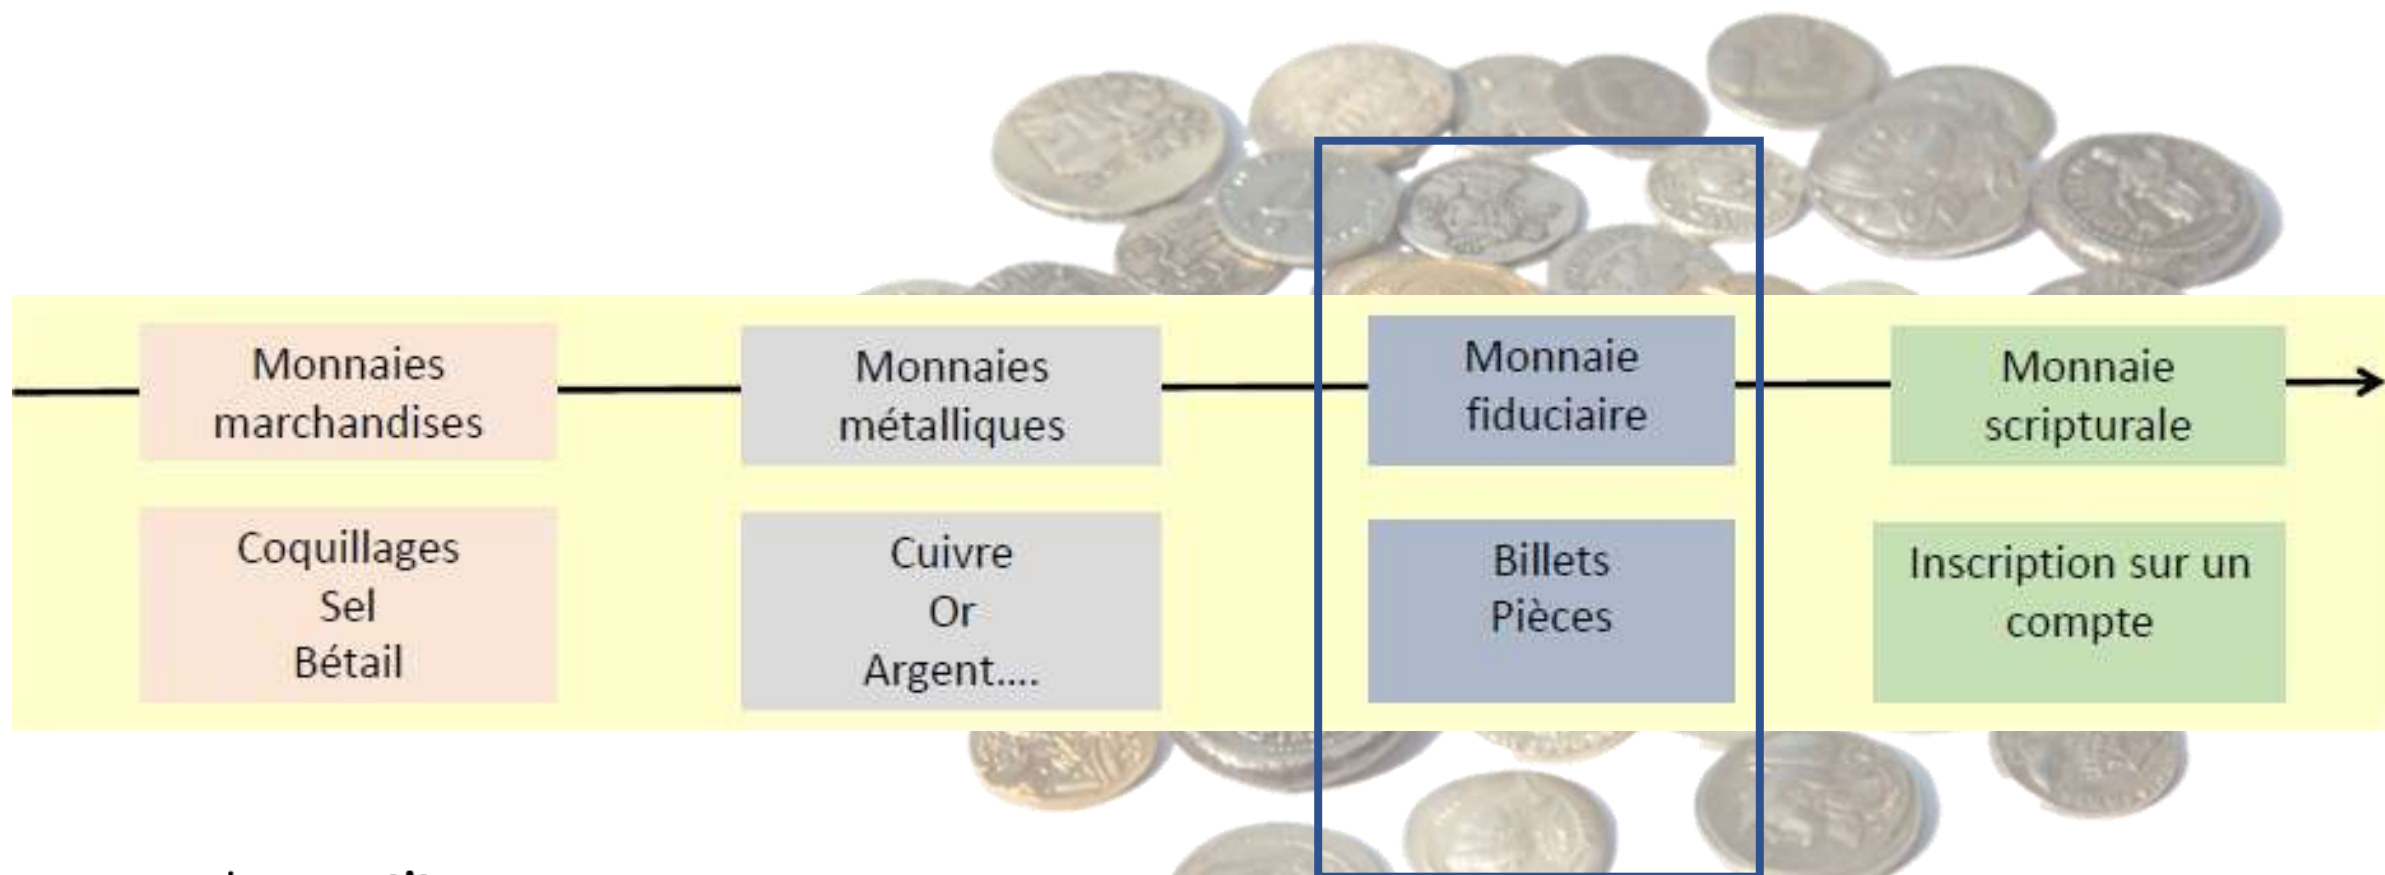 Monnaies
marchandises
Monnaies
métalliques
Monnaie
fiduciaire
Monnaie
scripturale
Coquillages
Sel
Bétail
Cuivre
Or
Argent....
Billets
Pièces
Inscription sur un
compte